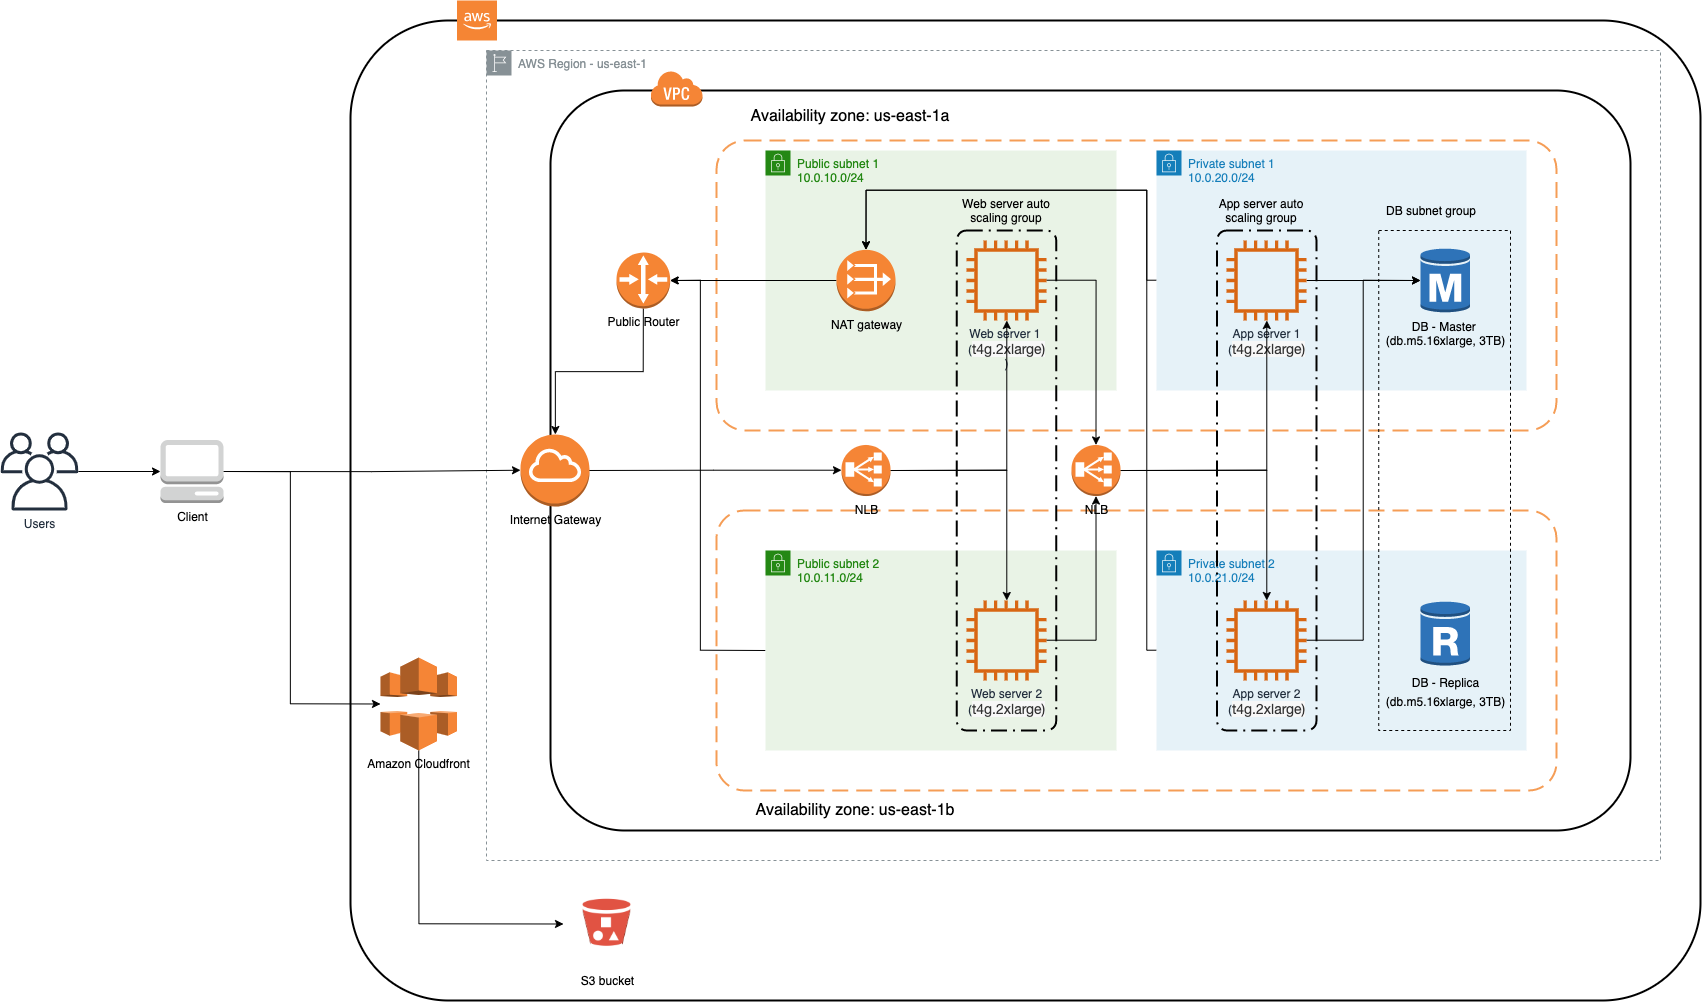 aws
AWS Region - us-east-1
VPC
Availability zone: us-east-1a
Public subnet 1
10.0.10.0/24
Private subnet 1
10.0.20.0/24
Web server auto
scaling group
App server auto
scaling group
DB subnet group
M
Public Router
NAT gateway
Web server 1
(t4g.2xlarge)
)
App server 1
(t4g.2xlarge)
DB - Master
(db.m5.16xlarge, 3TB)
Users
Client
Internet Gateway
NLB
NLB
Public subnet 2
10.0.11.0/24
Private subnet 2
10.0.21.0/24
R
Web server 2
(t4g.2xlarge)
App server 2
(t4g.2xlarge)
DB - Replica
(db.m5.16xlarge, 3TB)
Amazon Cloudfront
Availability zone: us-east-1b
S3 bucket